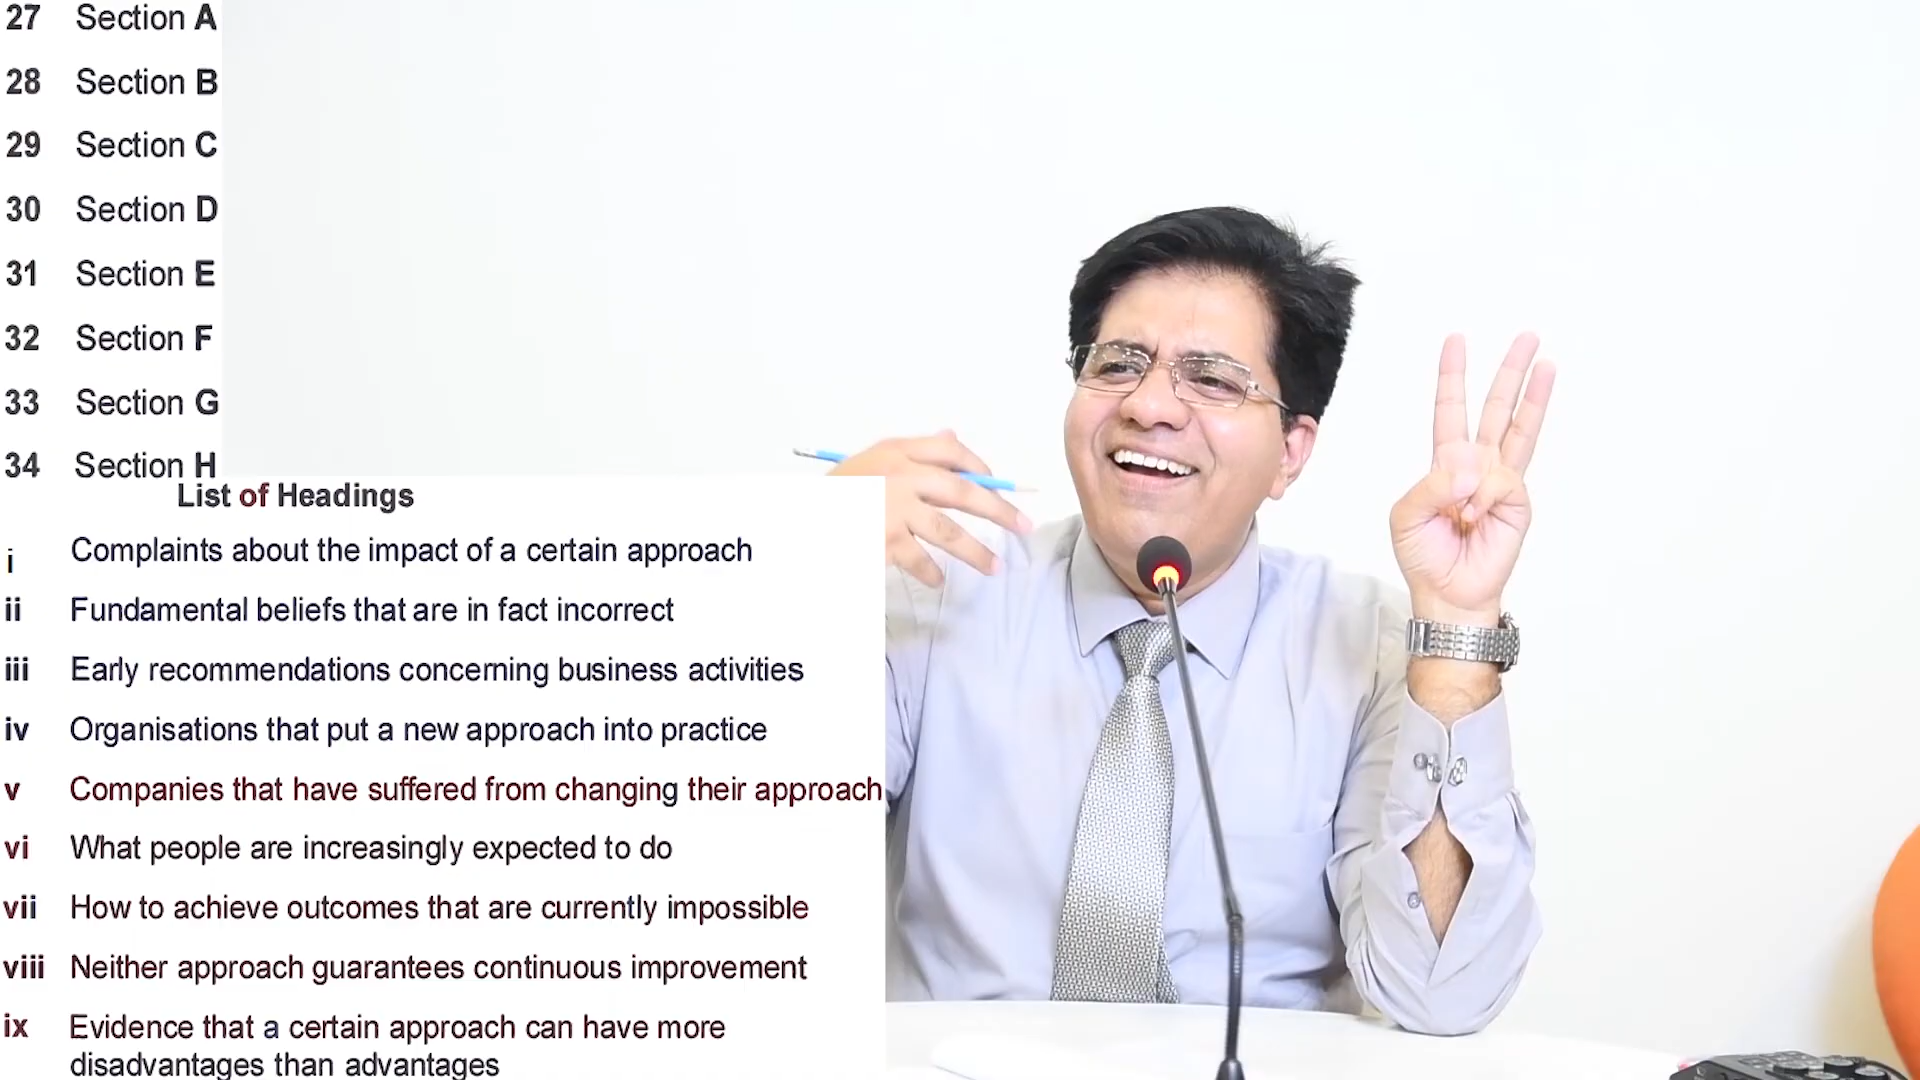 27 Section A
28 Section B
29 Section C
30 Section D
31 Section E
32 Section F
33 Section G
34 Section H
List of Headings
i Complaints about the impact of a certain approach
ii Fundamental beliefs that are in fact incorrect
iii Early recommendations concerning business activities
iv Organisations that put a new approach into practice
v Companies that have suffered from changing their approach
vi What people are increasingly expected to do
vii How to achieve outcomes that are currently impossible
viii Neither approach guarantees continuous improvement
ix Evidence that a certain approach can have more
disadvantages than advantages